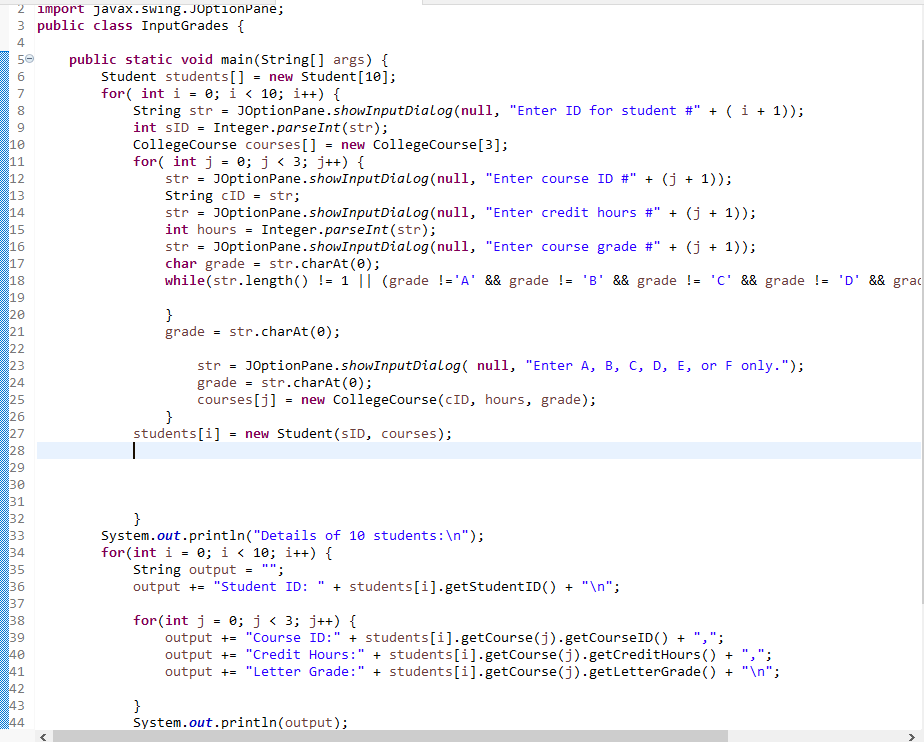 2 import javax.swing.JOptionPane;
3 public class InputGrades {
4
5 public static void main(String[] args) {
6 Student students[] = new Student[10];
7 for( int i = 0; i < 10; i++) {
8 String str = JOptionPane.showInputDialog(null, "Enter ID for student #" + ( i + 1));
9 int sID = Integer.parseInt(str);
10 CollegeCourse courses[] = new CollegeCourse[3];
11 for( int j = 0; j < 3; j++) {
12 str = JOptionPane.showInputDialog(null, "Enter course ID #" + (j + 1));
13 String cID = str;
14 str = JOptionPane.showInputDialog(null, "Enter credit hours #" + (j + 1));
15 int hours = Integer.parseInt(str);
16 str = JOptionPane.showInputDialog(null, "Enter course grade #" + (j + 1));
17 char grade = str.charAt(0);
18 while(str.length() != 1 || (grade !='A' && grade != 'B' && grade != 'C' && grade != 'D' && grad
19
20 }
21 grade = str.charAt(0);
22
23 str = JOptionPane.showInputDialog( null, "Enter A, B, C, D, E, or F only.");
24 grade = str.charAt(0);
25 courses[j] = new CollegeCourse(cID, hours, grade);
26 }
27 students[i] = new Student(sID, courses);
28
29
30
31
32 }
33 System.out.println("Details of 10 students:\n");
34 for(int i = 0; i < 10; i++) {
35 String output = "";
36 output += "Student ID: " + students[i].getStudentID() + "\n";
37
38 for(int j = 0; j < 3; j++) {
39 output += "Course ID:" + students[i].getCourse(j).getCourseID() + ",";
40 output += "Credit Hours:" + students[i].getCourse(j).getCreditHours() + ",";
41 output += "Letter Grade:" + students[i].getCourse(j).getLetterGrade() + "\n";
42
43 }
44 System.out.println(output);